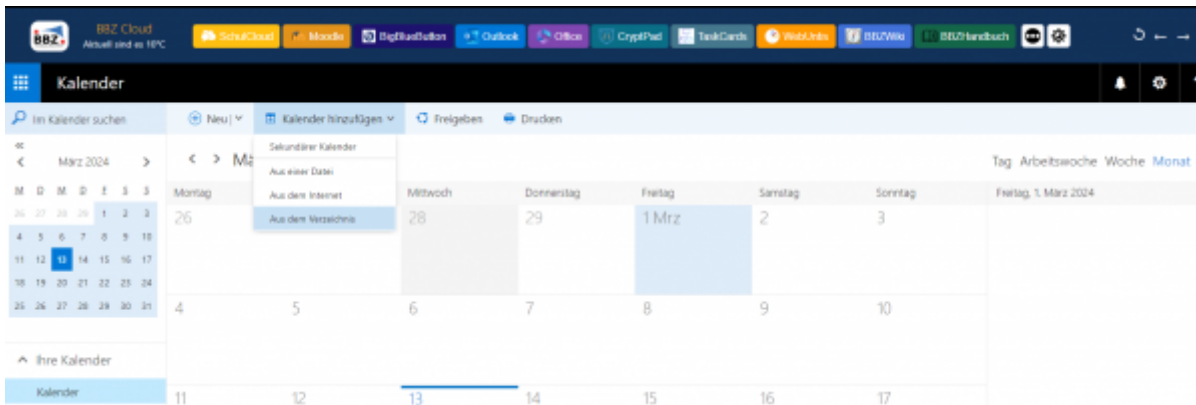 BBZ Cloud
Aktuell sind es 10°C
BBZ
SchulCloud
Moodle
BigBlueButton
Outlook
Office
CryptPad
TaskCards
WebUntis
BBZWiki
BBZHandbuch
Kalender
Im Kalender suchen
Neu
Kalender hinzufügen
Freigeben
Drucken
Sekundärer Kalender
Aus einer Datei
Aus dem Internet
Aus dem Verzeichnis
März 2024
Tag Arbeitswoche Woche Monat
M D M D F S S
26 27 28 29 1 2 3
4 5 6 7 8 9 10
11 12 13 14 15 16 17
18 19 20 21 22 23 24
25 26 27 28 29 30 31
Montag Mittwoch Donnerstag Freitag Samstag Sonntag
Freitag, 1. März 2024
26 28 29 1 Mrz 2 3
4 5 6 7 8 9 10
Ihre Kalender
Kalender
11 12 13 14 15 16 17